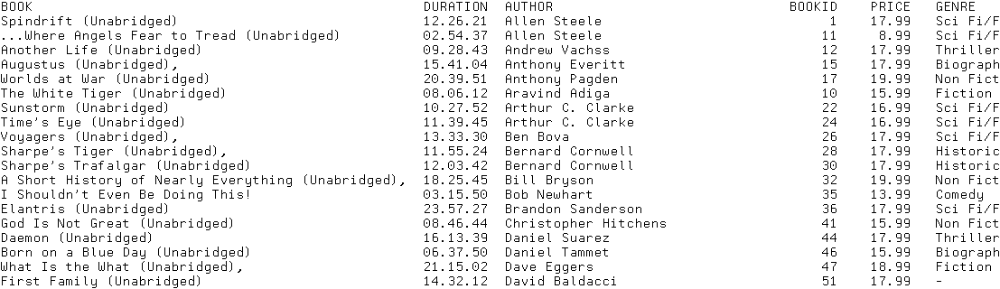 BOOK DURATION AUTHOR BOOKID PRICE GENRE
Spindrift (Unabridged) 12.26.21 Allen Steele 1 17.99 Sci Fi/F
...Where Angels Fear to Tread (Unabridged) 02.54.37 Allen Steele 11 8.99 Sci Fi/F
Another Life (Unabridged) 09.28.43 Andrew Vachss 12 17.99 Thriller
Augustus (Unabridged), 15.41.04 Anthony Everitt 15 17.99 Biograph
Worlds at War (Unabridged) 20.39.51 Anthony Pagden 17 19.99 Non Fict
The White Tiger (Unabridged) 08.06.12 Aravind Adiga 10 15.99 Fiction
Sunstorm (Unabridged) 10.27.52 Arthur C. Clarke 22 16.99 Sci Fi/F
Time's Eye (Unabridged) 11.39.45 Arthur C. Clarke 24 16.99 Sci Fi/F
Voyagers (Unabridged), 13.33.30 Ben Bova 26 17.99 Sci Fi/F
Sharpe's Tiger (Unabridged), 11.55.24 Bernard Cornwell 28 17.99 Historic
Sharpe's Trafalgar (Unabridged) 12.03.42 Bernard Cornwell 30 17.99 Historic
A Short History of Nearly Everything (Unabridged), 18.25.45 Bill Bryson 32 19.99 Non Fict
I Shouldn't Even Be Doing This! 03.15.50 Bob Newhart 35 13.99 Comedy
Elantris (Unabridged) 23.57.27 Brandon Sanderson 36 17.99 Sci Fi/F
God Is Not Great (Unabridged) 08.46.44 Christopher Hitchens 41 15.99 Non Fict
Daemon (Unabridged) 16.13.39 Daniel Suarez 44 17.99 Thriller
Born on a Blue Day (Unabridged) 06.37.50 Daniel Tammet 46 15.99 Biograph
What Is the What (Unabridged), 21.15.02 Dave Eggers 47 18.99 Fiction
First Family (Unabridged) 14.32.12 David Baldacci 51 17.99 -